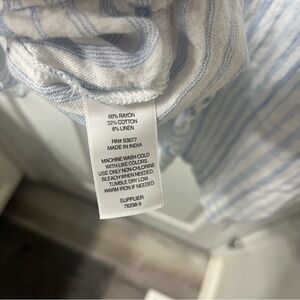 60% RAYON
32% COTTON
8% LINEN
RN# 93677
MADE IN INDIA
MACHINE WASH COLD
WITH LIKE COLORS.
USE ONLY NON-CHLORINE
BLEACH WHEN NEEDED.
TUMBLE DRY LOW.
WARM IRON IF NEEDED
SUPPLIER